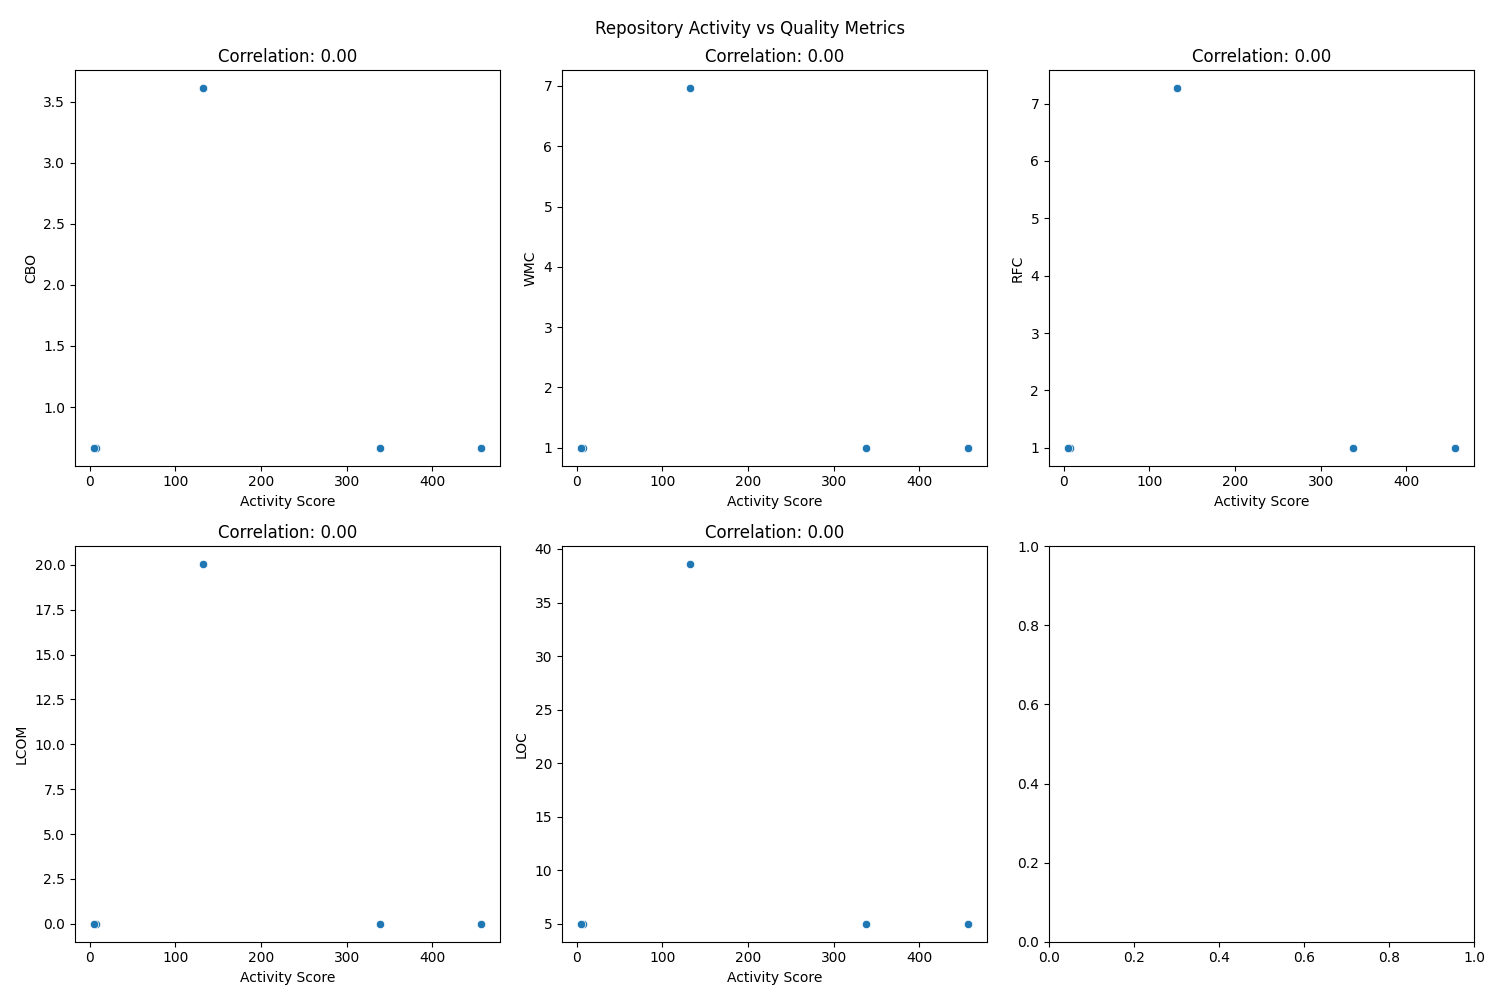 Repository Activity vs Quality Metrics
Correlation: 0.00
CBO
3.5
3.0
2.5
2.0
1.5
1.0
0 100 200 300 400
Activity Score
Correlation: 0.00
WMC
7
6
5
4
3
2
1
0 100 200 300 400
Activity Score
Correlation: 0.00
RFC
7
6
5
4
3
2
1
0 100 200 300 400
Activity Score
Correlation: 0.00
LCOM
20.0
17.5
15.0
12.5
10.0
7.5
5.0
2.5
0.0
0 100 200 300 400
Activity Score
Correlation: 0.00
LOC
40
35
30
25
20
15
10
5
0 100 200 300 400
Activity Score
1.0
0.8
0.6
0.4
0.2
0.0
0.0 0.2 0.4 0.6 0.8 1.0